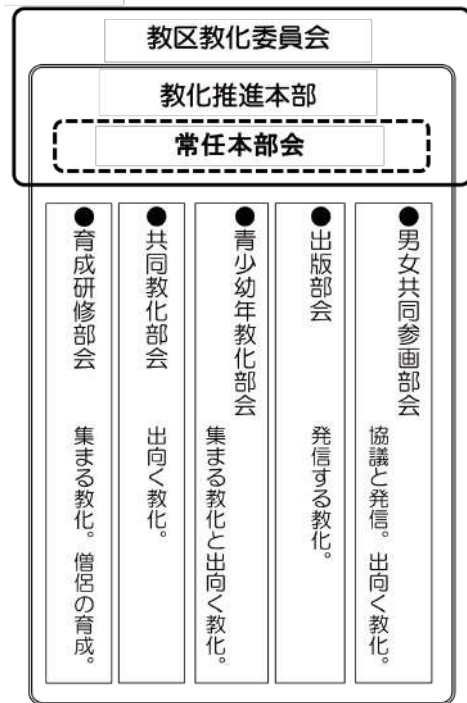 教区教化委員会
教化推進本部
常任本部会
●男女共同参画部会　協議と発信。出向く教化。
●出版部会　発信する教化。
●青少幼年教化部会　集まる教化と出向く教化。
●共同教化部会　出向く教化。
●育成研修部会　集まる教化。僧侶の育成。